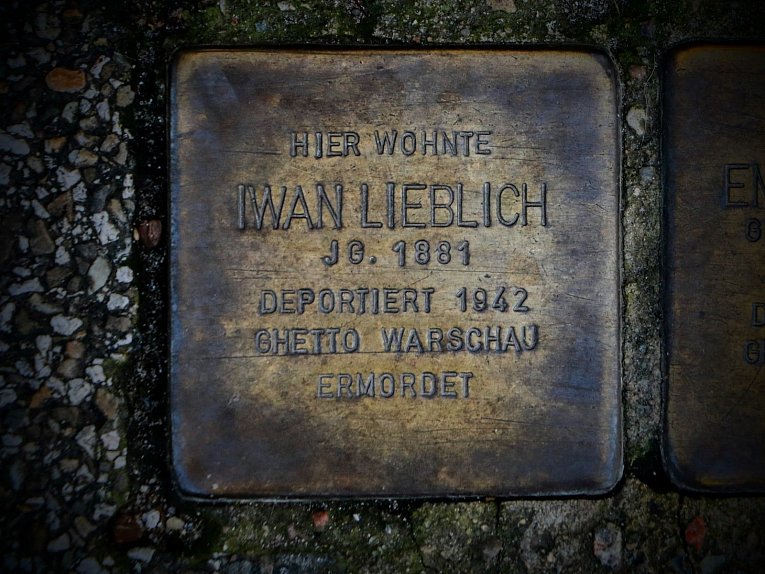 HIER WOHNTE
IWAN LIEBLICH
JG. 1881
DEPORTIERT 1942
GHETTO WARSCHAU
ERMORDET